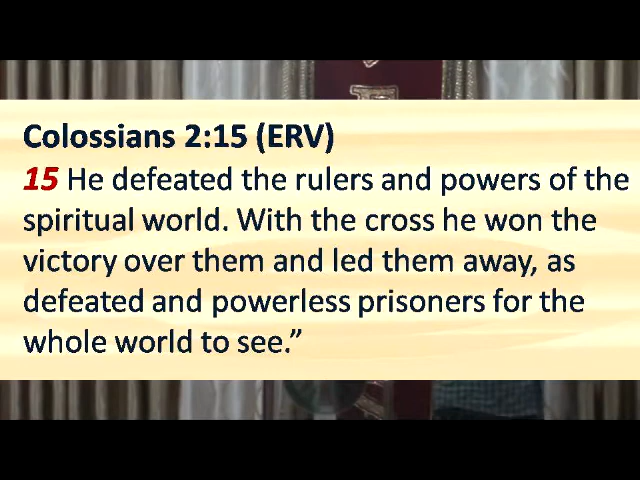 Colossians 2:15 (ERV)
15 He defeated the rulers and powers of the
spiritual world. With the cross he won the
victory over them and led them away, as
defeated and powerless prisoners for the
whole world to see.”